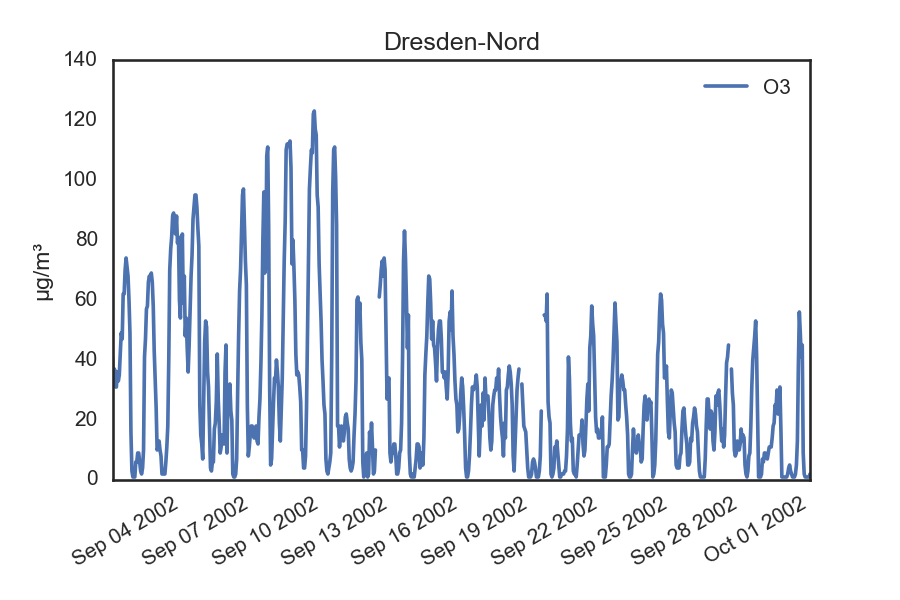 Dresden-Nord
O3
µg/m³
140
120
100
80
60
40
20
0
Sep 04 2002
Sep 07 2002
Sep 10 2002
Sep 13 2002
Sep 16 2002
Sep 19 2002
Sep 22 2002
Sep 25 2002
Sep 28 2002
Oct 01 2002